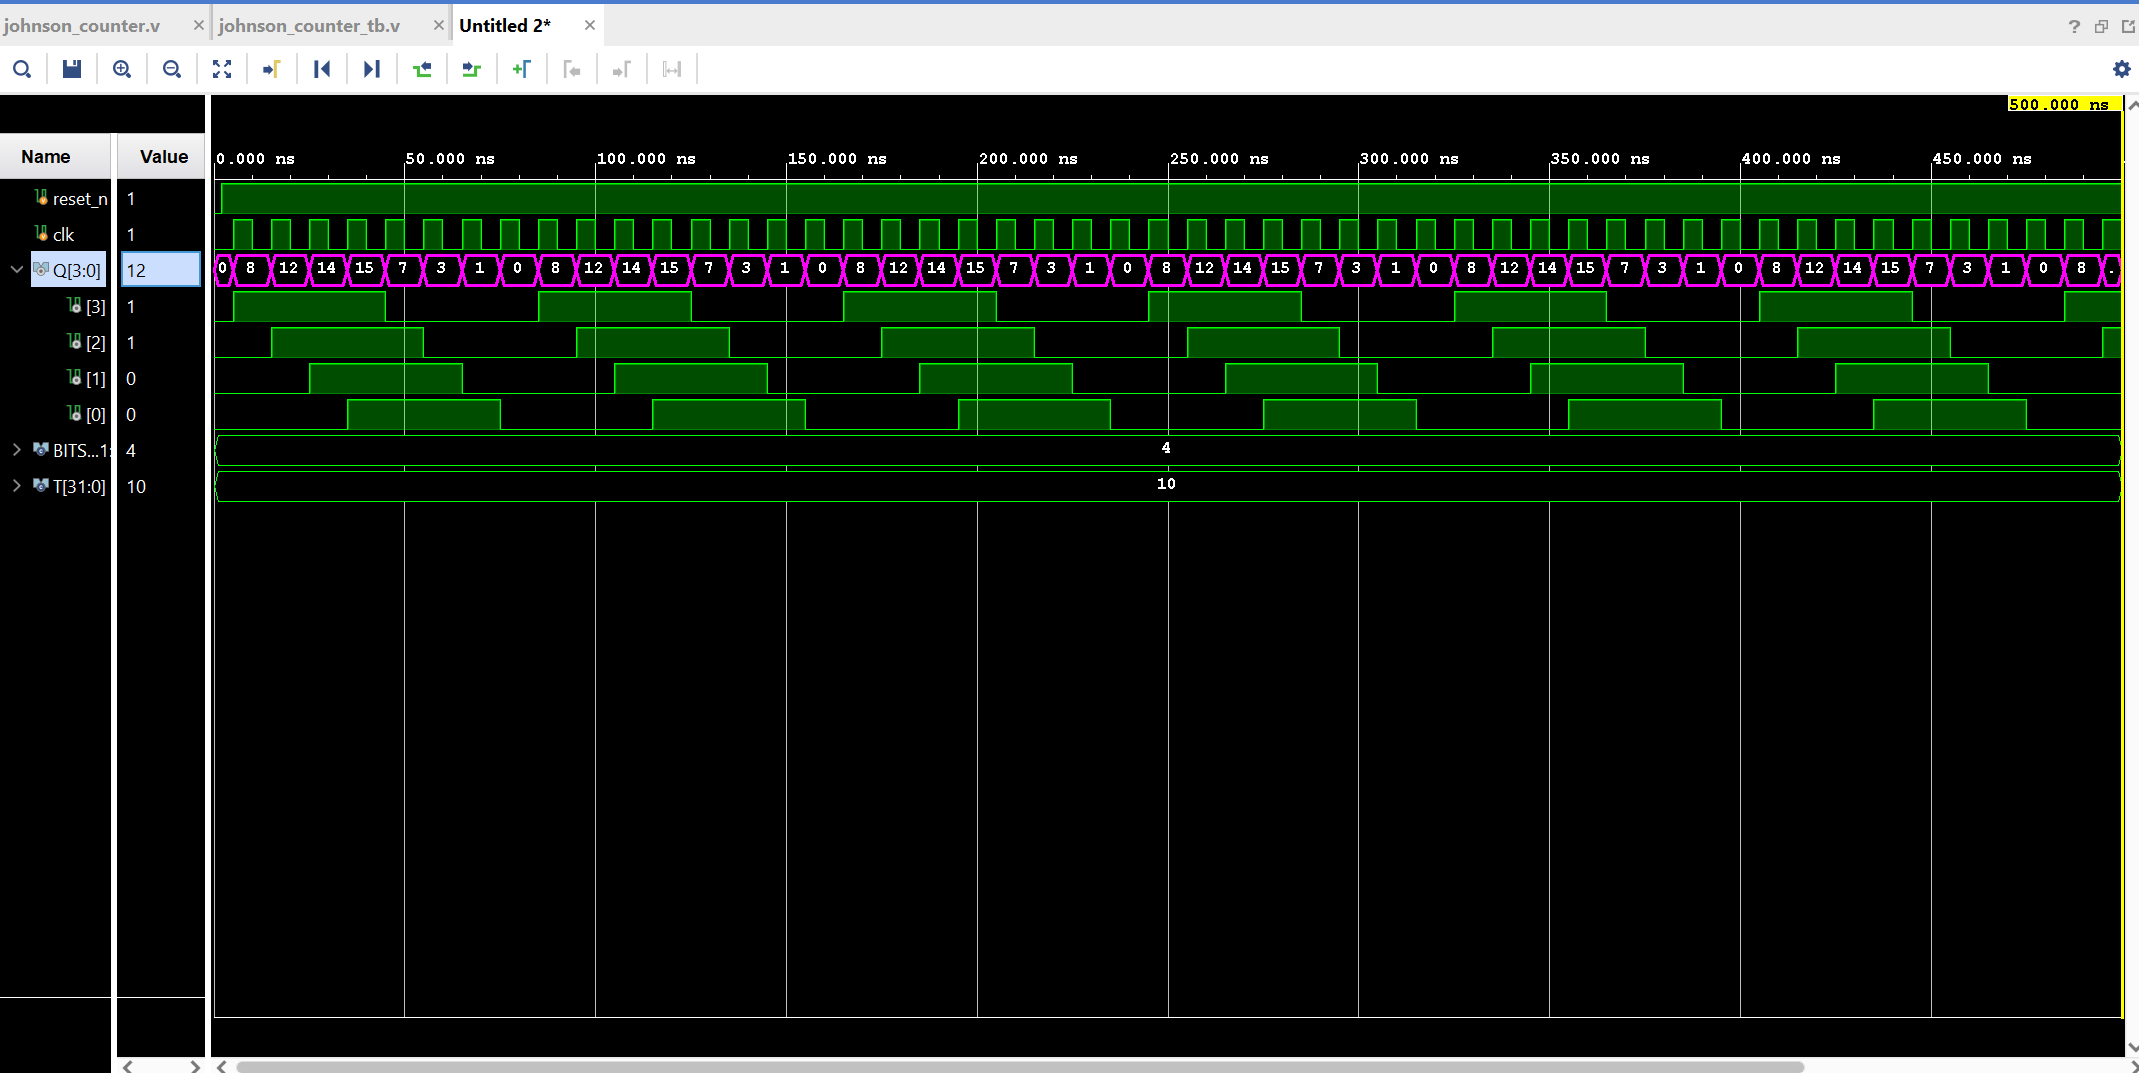 johnson_counter.v × johnson_counter_tb.v × Untitled 2* × ?
500.000 ns
Name Value 0.000 ns 50.000 ns 100.000 ns 150.000 ns 200.000 ns 250.000 ns 300.000 ns 350.000 ns 400.000 ns 450.000 ns
reset_n 1
clk 1
Q[3:0] 12 0 8 12 14 15 7 3 1 0 8 12 14 15 7 3 1 0 8 12 14 15 7 3 1 0 8 12 14 15 7 3 1 0 8 12 14 15 7 3 1 0 8 12 14 15 7 3 1 0 8 .
[3] 1
[2] 1
[1] 0
[0] 0
BITS...1: 4 4
T[31:0] 10 10